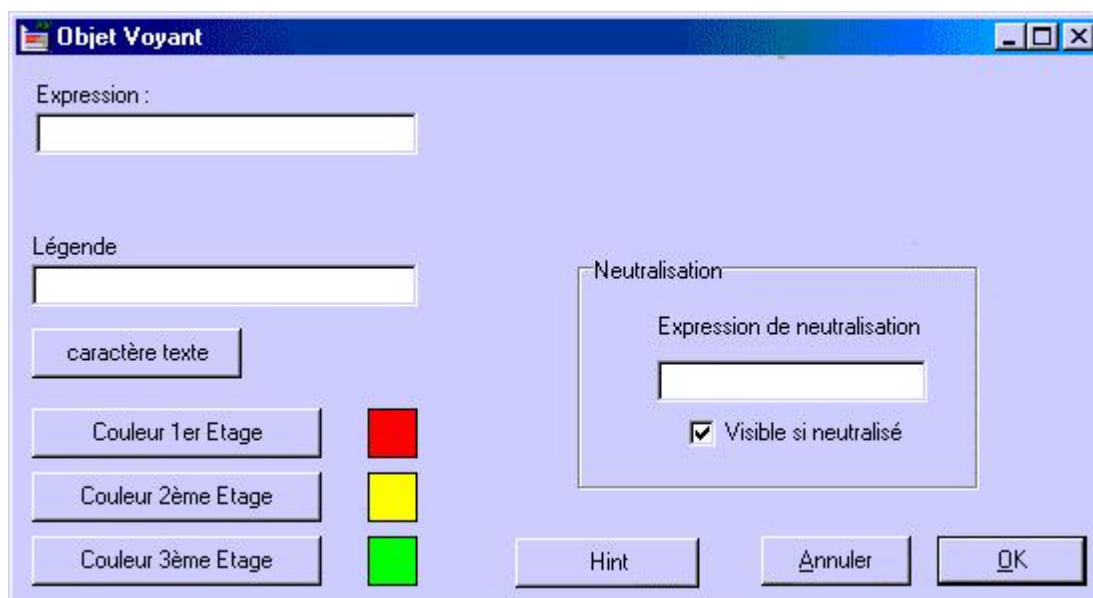 Objet Voyant
Expression :
Légende
caractère texte
Couleur 1er Etage
Couleur 2ème Etage
Couleur 3ème Etage
Neutralisation
Expression de neutralisation
Visible si neutralisé
Hint
Annuler
OK